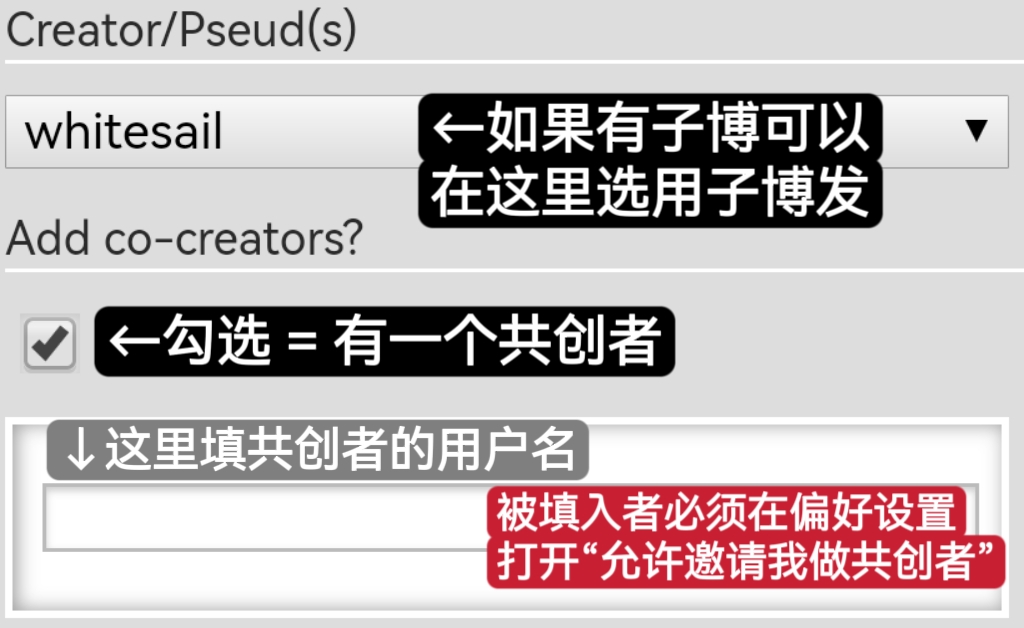 Creator/Pseud(s)
whitesail
←如果有子博可以
在这里选用子博发
Add co-creators?
←勾选 = 有一个共创者
↓这里填共创者的用户名
被填入者必须在偏好设置
打开“允许邀请我做共创者”